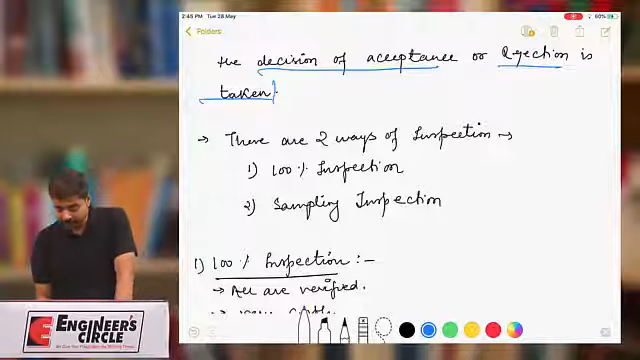 2:45 PM Tue 28 May
60%
Folders
the decision of acceptance or Rejection is
taken.
→ There are 2 ways of Inspection →
1) 100% Inspection
2) Sampling Inspection
1) 100% Inspection :-
→ All are verified.
ENGINEER'S
CIRCLE